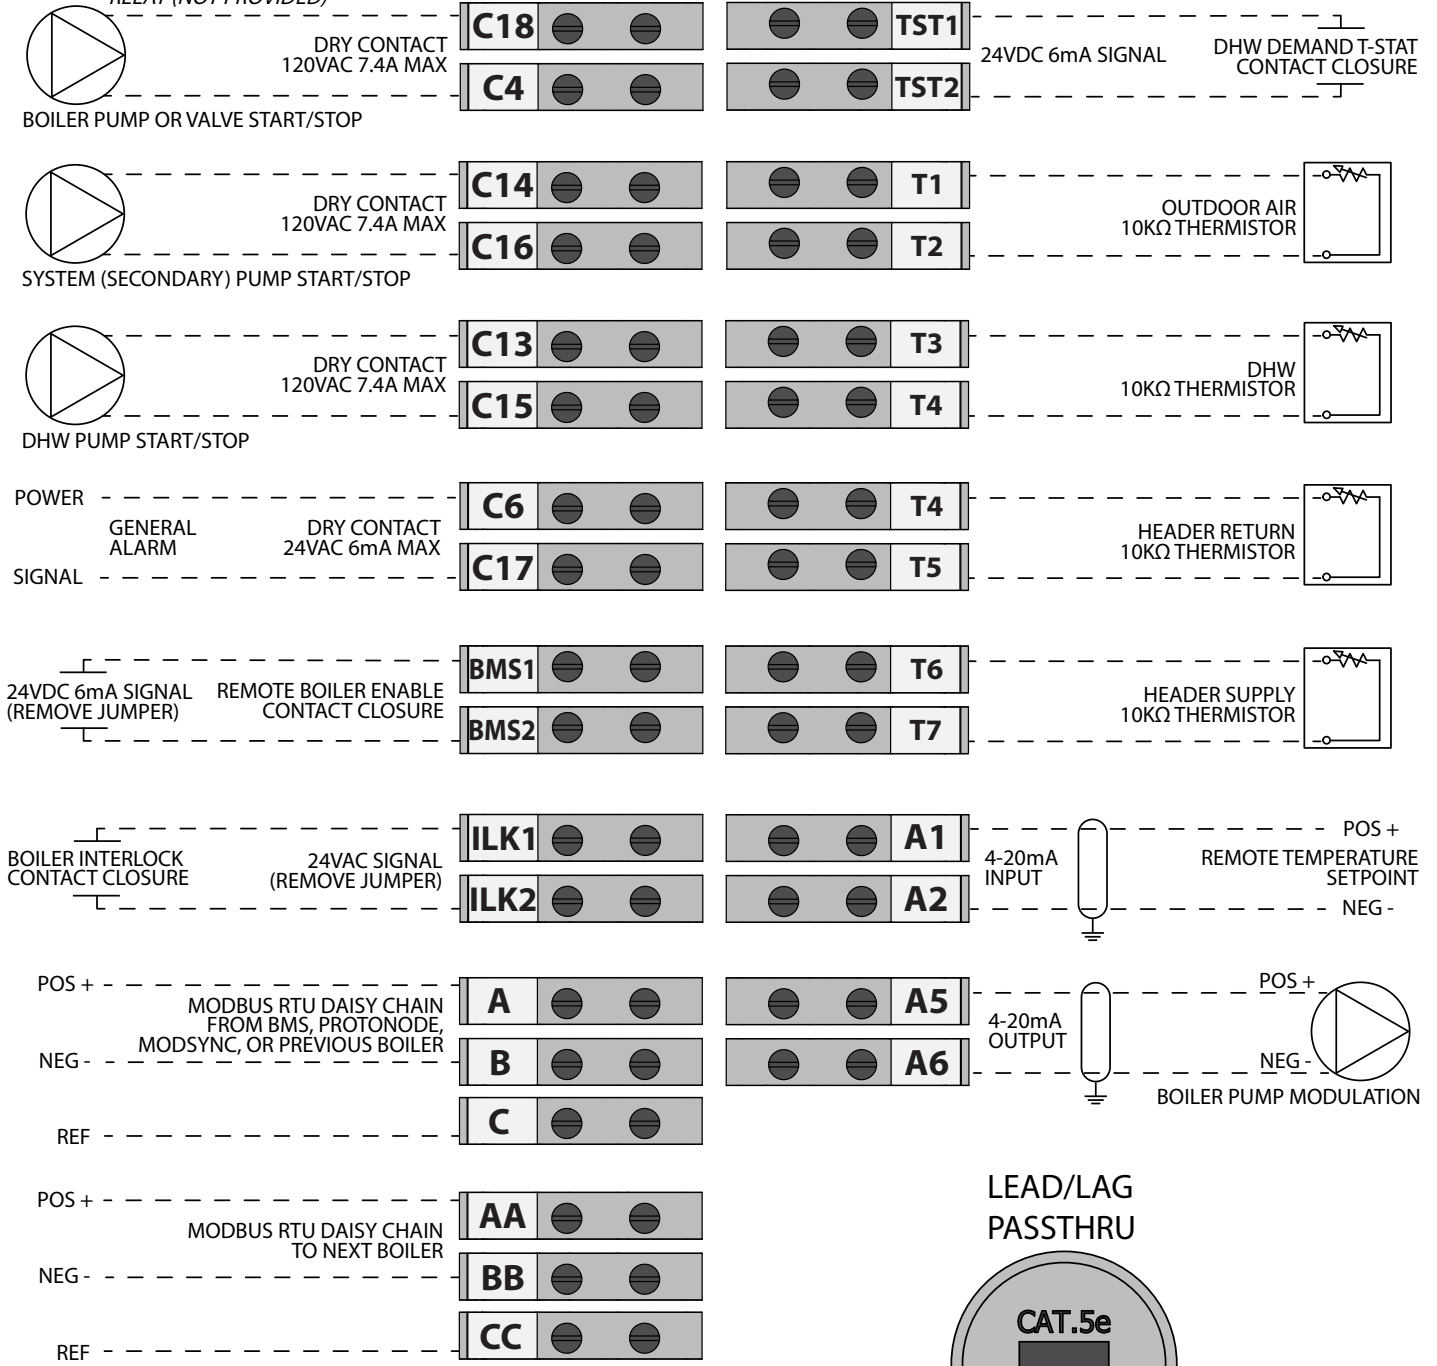 RELAY (NOT PROVIDED)
C18
DRY CONTACT
120VAC 7.4A MAX
C4
BOILER PUMP OR VALVE START/STOP
TST1
24VDC 6mA SIGNAL
DHW DEMAND T-STAT
CONTACT CLOSURE
TST2
C14
DRY CONTACT
120VAC 7.4A MAX
C16
SYSTEM (SECONDARY) PUMP START/STOP
T1
OUTDOOR AIR
10KΩ THERMISTOR
T2
C13
DRY CONTACT
120VAC 7.4A MAX
C15
DHW PUMP START/STOP
T3
DHW
10KΩ THERMISTOR
T4
POWER
C6
GENERAL
ALARM
DRY CONTACT
24VAC 6mA MAX
SIGNAL
C17
T4
HEADER RETURN
10KΩ THERMISTOR
T5
BMS1
24VDC 6mA SIGNAL
(REMOVE JUMPER)
REMOTE BOILER ENABLE
CONTACT CLOSURE
BMS2
T6
HEADER SUPPLY
10KΩ THERMISTOR
T7
ILK1
BOILER INTERLOCK
CONTACT CLOSURE
24VAC SIGNAL
(REMOVE JUMPER)
ILK2
A1
POS +
4-20mA
INPUT
REMOTE TEMPERATURE
SETPOINT
A2
NEG -
POS +
A
MODBUS RTU DAISY CHAIN
FROM BMS, PROTONODE,
MODSYNC, OR PREVIOUS BOILER
NEG -
B
REF
C
A5
POS +
4-20mA
OUTPUT
A6
NEG -
BOILER PUMP MODULATION
POS +
AA
MODBUS RTU DAISY CHAIN
TO NEXT BOILER
NEG -
BB
REF
CC
LEAD/LAG
PASSTHRU
CAT.5e